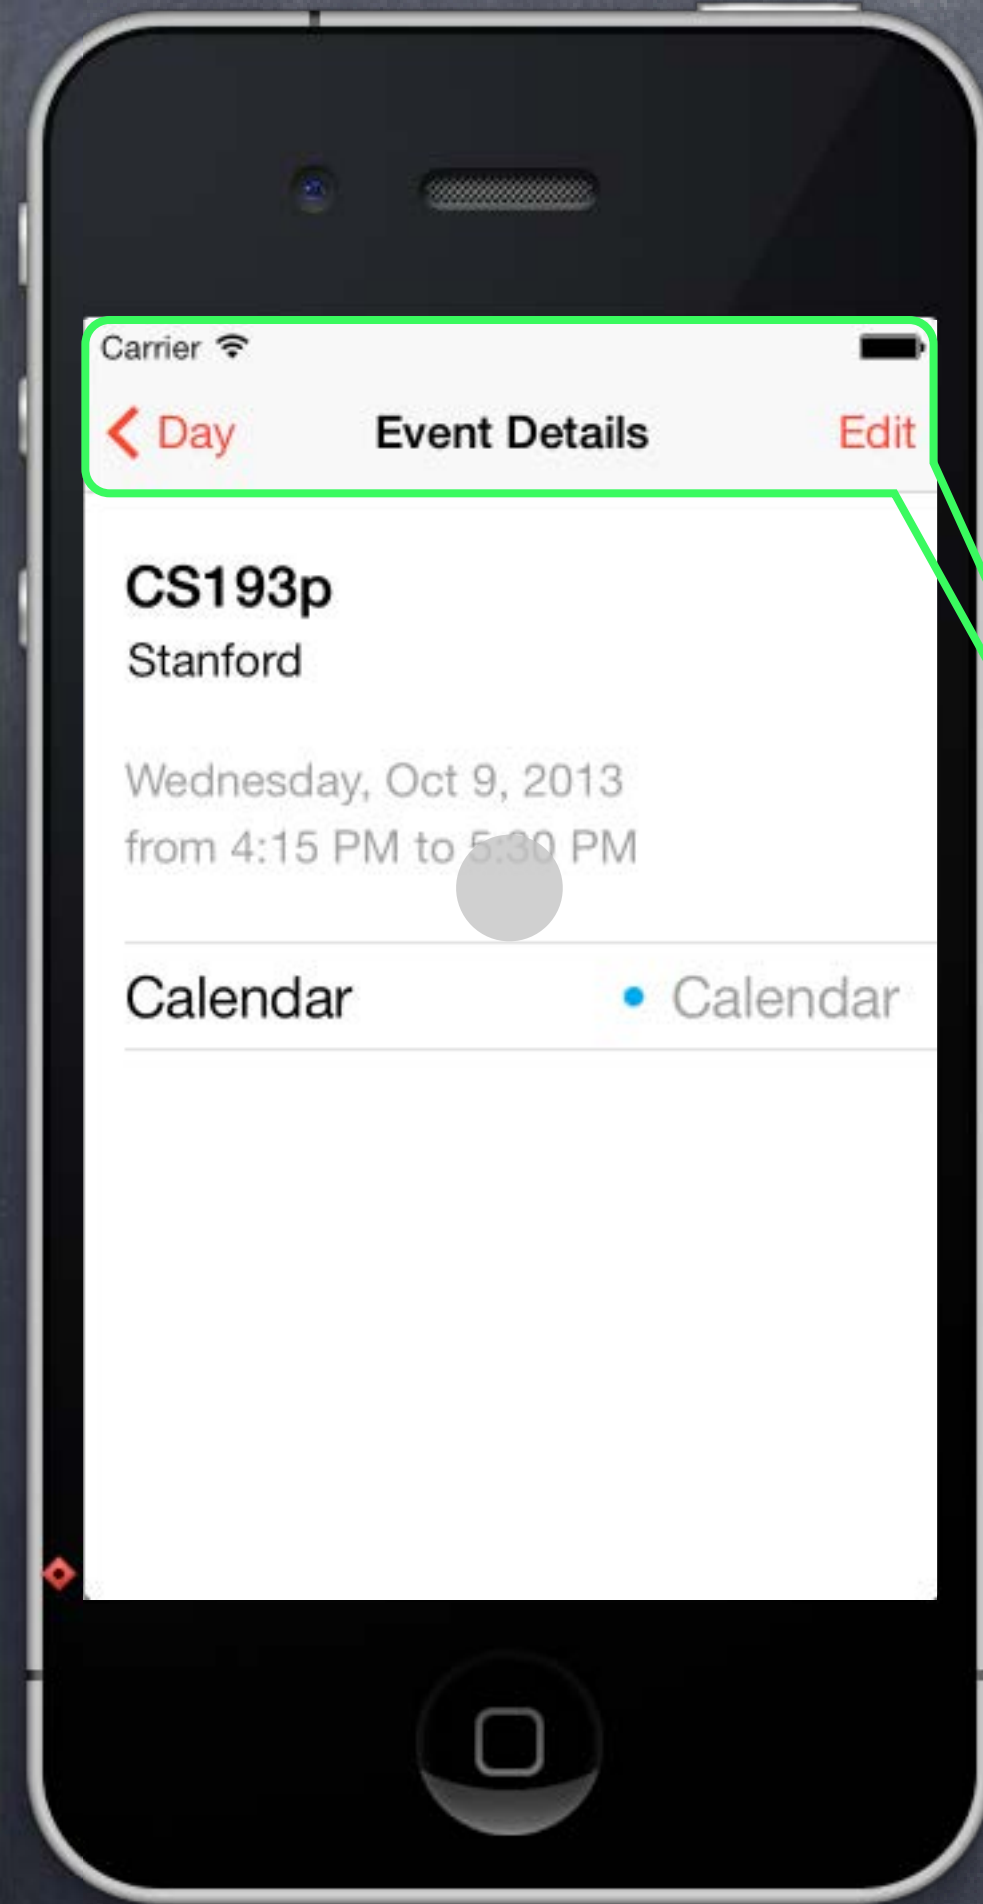 Carrier
Day Event Details Edit
CS193p
Stanford
Wednesday, Oct 9, 2013
from 4:15 PM to 5:30 PM
Calendar • Calendar